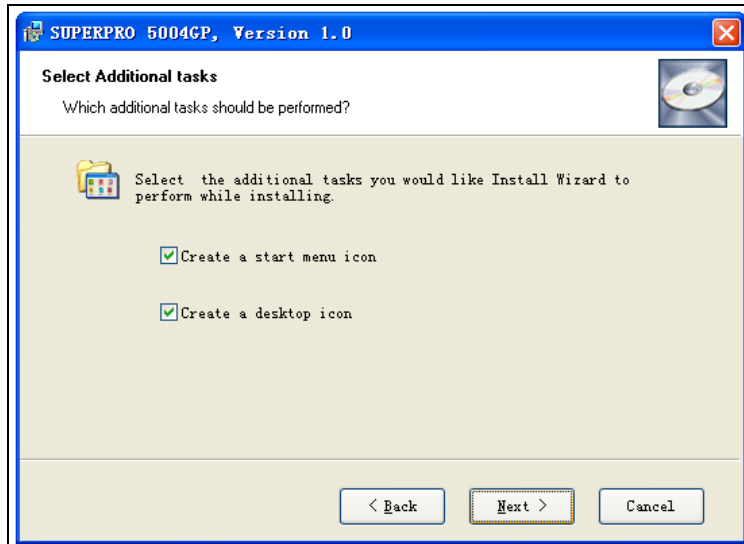 SUPERPRO 5004GP, Version 1.0
Select Additional tasks
Which additional tasks should be performed?
Select  the additional tasks you would like Install Wizard to
perform while installing.
Create a start menu icon
Create a desktop icon
< Back
Next >
Cancel